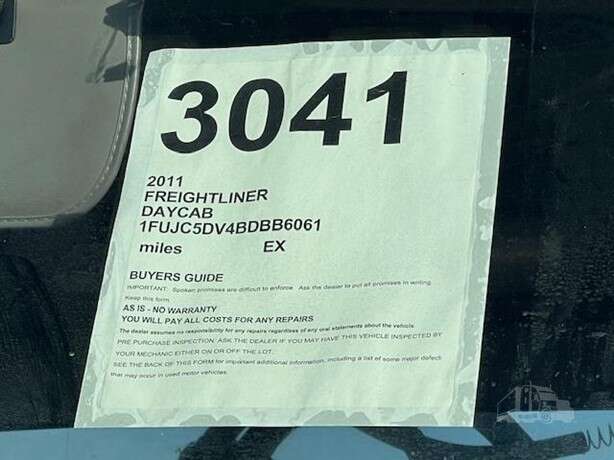 3041
2011
FREIGHTLINER
DAYCAB
1FUJC5DV4BDBB6061
miles EX
BUYERS GUIDE
IMPORTANT: Spoken promises are difficult to enforce. Ask the dealer to put all promises in writing.
Keep this form.
AS IS - NO WARRANTY
YOU WILL PAY ALL COSTS FOR ANY REPAIRS
The dealer assumes no responsibility for any repairs regardless of any oral statements about the vehicle.
PRE PURCHASE INSPECTION: ASK THE DEALER IF YOU MAY HAVE THIS VEHICLE INSPECTED BY
YOUR MECHANIC EITHER ON OR OFF THE LOT.
SEE THE BACK OF THIS FORM for important additional information, including a list of some major defect
that may occur in used motor vehicles.